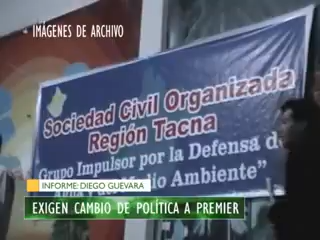 IMÁGENES DE ARCHIVO
Sociedad Civil Organizada
Región Tacna
Grupo Impulsor por la Defensa d
Medio Ambiente"
INFORME: DIEGO GUEVARA
EXIGEN CAMBIO DE POLÍTICA A PREMIER